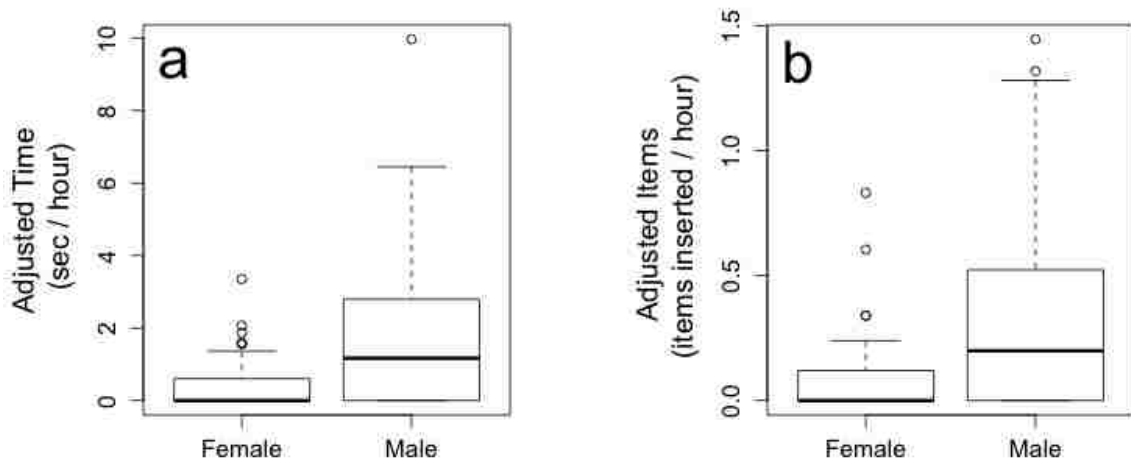 a
Adjusted Time
(sec / hour)
10
8
6
4
2
0
Female
Male
b
Adjusted Items
(items inserted / hour)
1.5
1.0
0.5
0.0
Female
Male